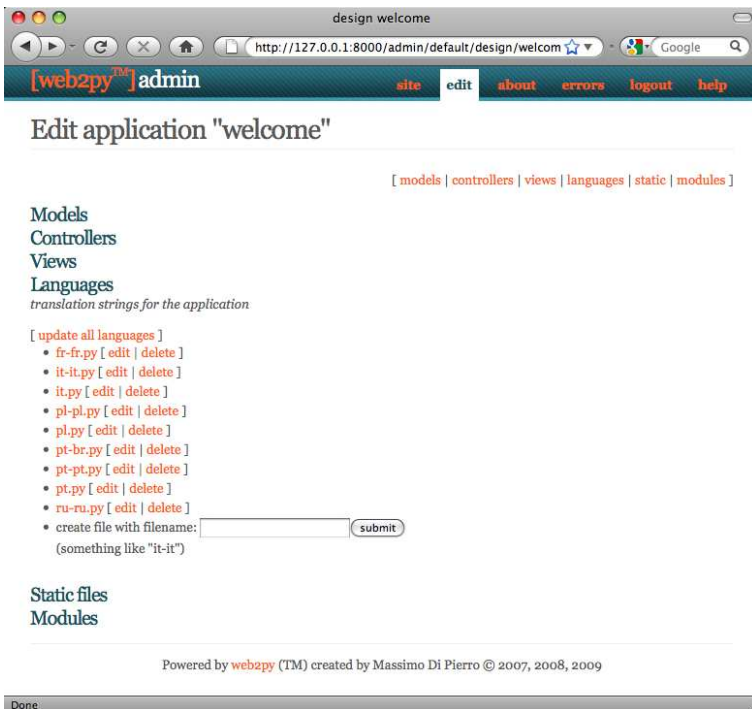 design welcome
http://127.0.0.1:8000/admin/default/design/welcom
Google
[web2py™] admin
site edit about errors logout help
Edit application "welcome"
[ models | controllers | views | languages | static | modules ]
Models
Controllers
Views
Languages
translation strings for the application
[ update all languages ]
• fr-fr.py [ edit | delete ]
• it-it.py [ edit | delete ]
• it.py [ edit | delete ]
• pl-pl.py [ edit | delete ]
• pl.py [ edit | delete ]
• pt-br.py [ edit | delete ]
• pt-pt.py [ edit | delete ]
• pt.py [ edit | delete ]
• ru-ru.py [ edit | delete ]
• create file with filename: submit
(something like "it-it")
Static files
Modules
Powered by web2py (TM) created by Massimo Di Pierro © 2007, 2008, 2009
Done